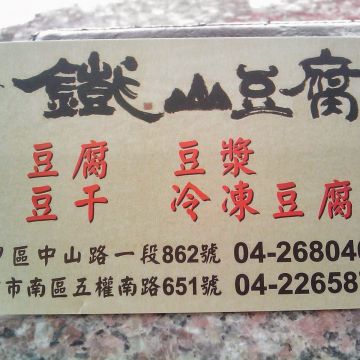 鐵山豆腐
豆腐 豆漿
豆干 冷凍豆腐
區中山路一段862號 04-26804
市南區五權南路651號 04-22658